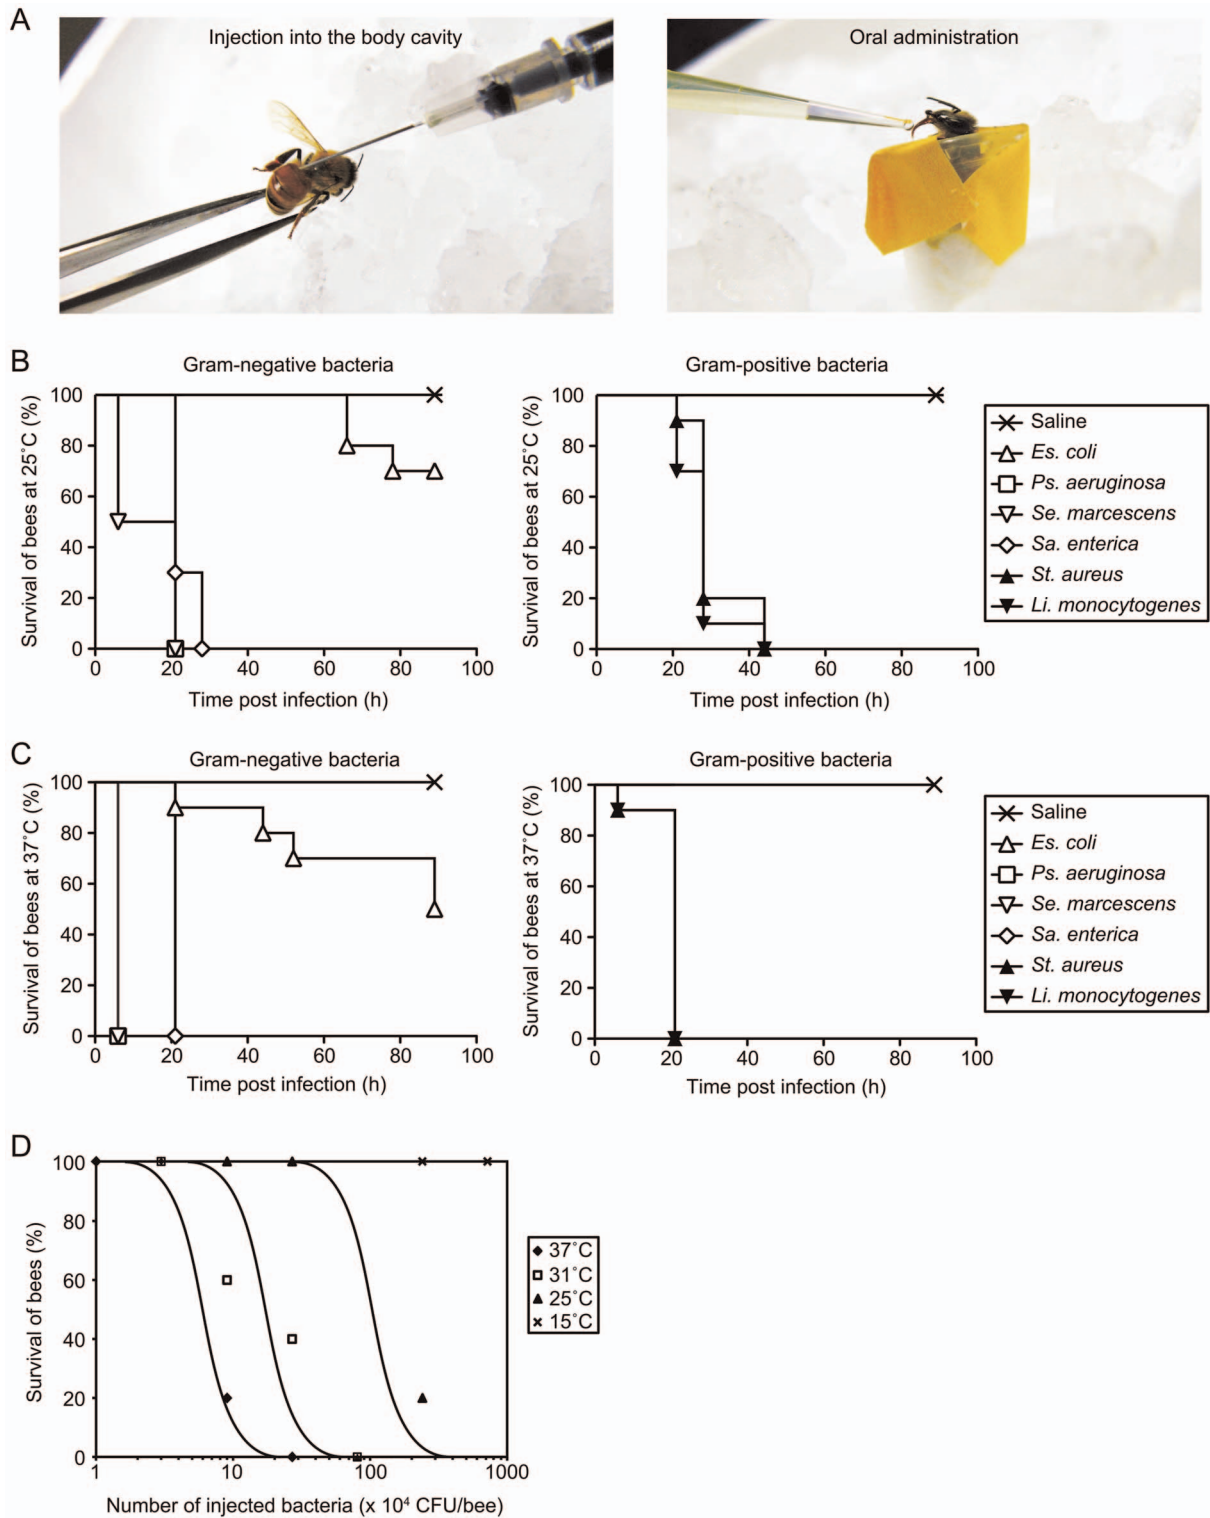 A
Injection into the body cavity
Oral administration
B
Gram-negative bacteria
Survival of bees at 25˚C (%)
100
80
60
40
20
0
0 20 40 60 80 100
Time post infection (h)
Gram-positive bacteria
Survival of bees at 25˚C (%)
100
80
60
40
20
0
0 20 40 60 80 100
Time post infection (h)
Saline
Es. coli
Ps. aeruginosa
Se. marcescens
Sa. enterica
St. aureus
Li. monocytogenes
C
Gram-negative bacteria
Survival of bees at 37˚C (%)
100
80
60
40
20
0
0 20 40 60 80 100
Time post infection (h)
Gram-positive bacteria
Survival of bees at 37˚C (%)
100
80
60
40
20
0
0 20 40 60 80 100
Time post infection (h)
Saline
Es. coli
Ps. aeruginosa
Se. marcescens
Sa. enterica
St. aureus
Li. monocytogenes
D
Survival of bees (%)
100
80
60
40
20
0
1 10 100 1000
Number of injected bacteria (x 10⁴ CFU/bee)
37˚C
31˚C
25˚C
15˚C